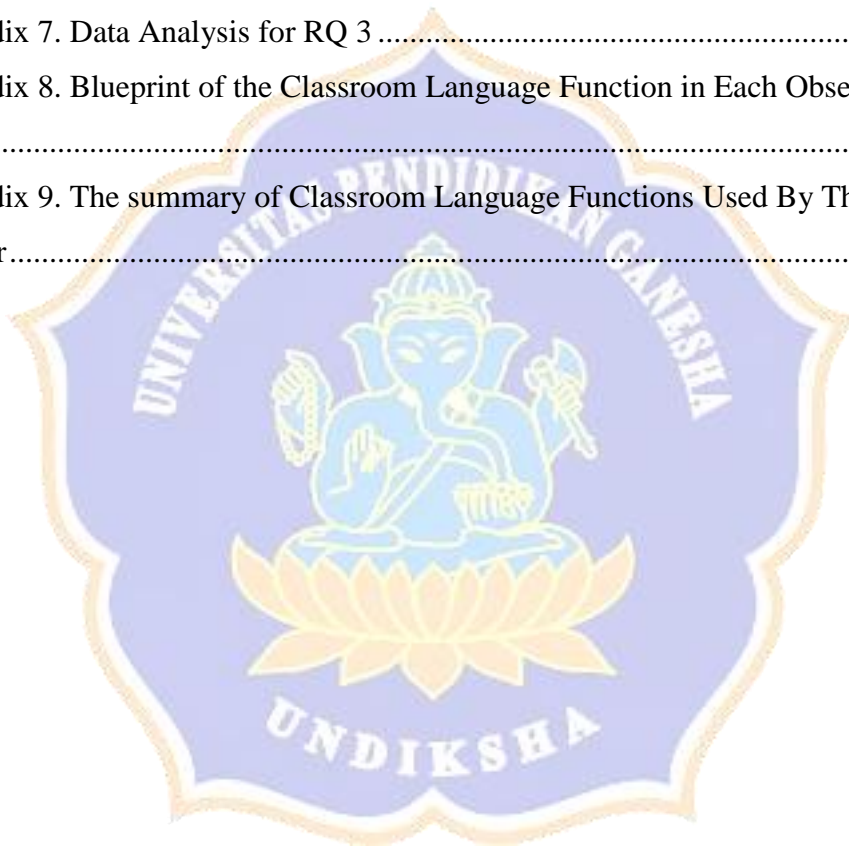 dix 7. Data Analysis for RQ 3 ............................................................
dix 8. Blueprint of the Classroom Language Function in Each Obse
............................................................................................
dix 9. The summary of Classroom Language Functions Used By Th
r............................................................................................
UNIVERSITAS PENDIDIKAN GANESHA
UNDIKSHA